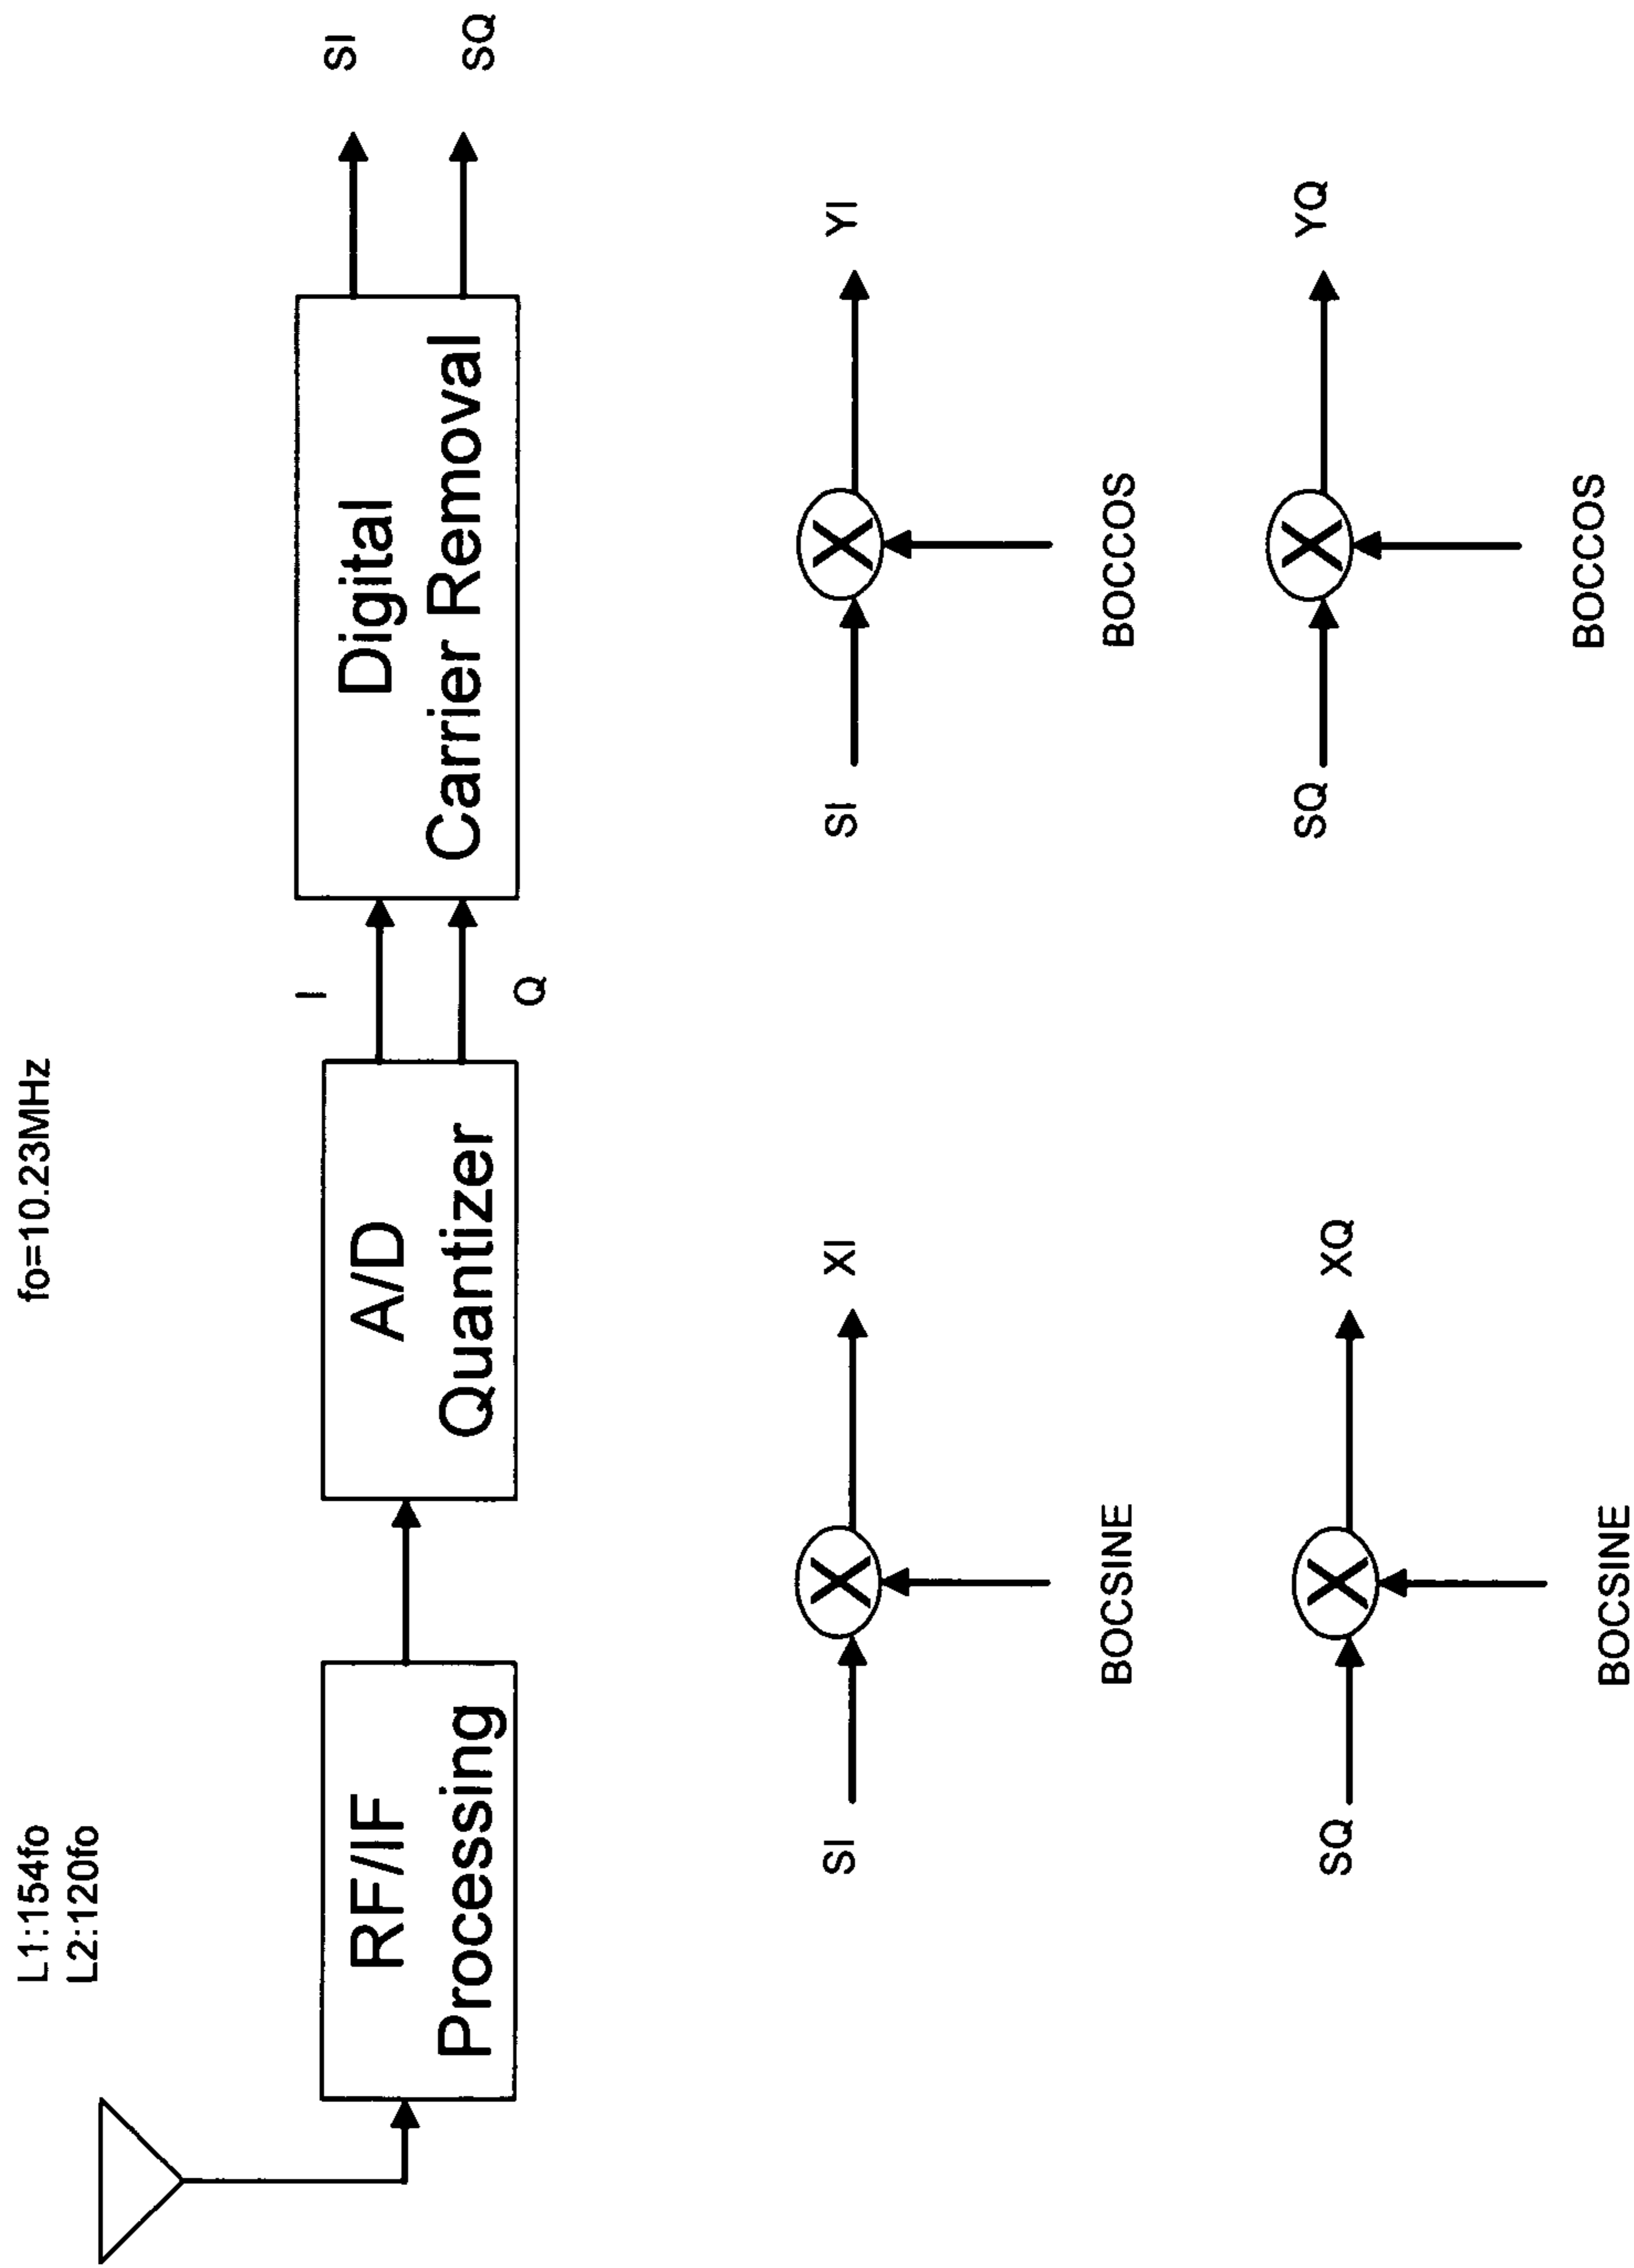 L1:154fo
L2:120fo
fo=10.23MHz
RF/IF
Processing
A/D
Quantizer
I
Q
Digital
Carrier Removal
SI
SQ
SI
X
XI
BOCSINE
SI
X
YI
BOCCOS
SQ
X
XQ
BOCSINE
SQ
X
YQ
BOCCOS